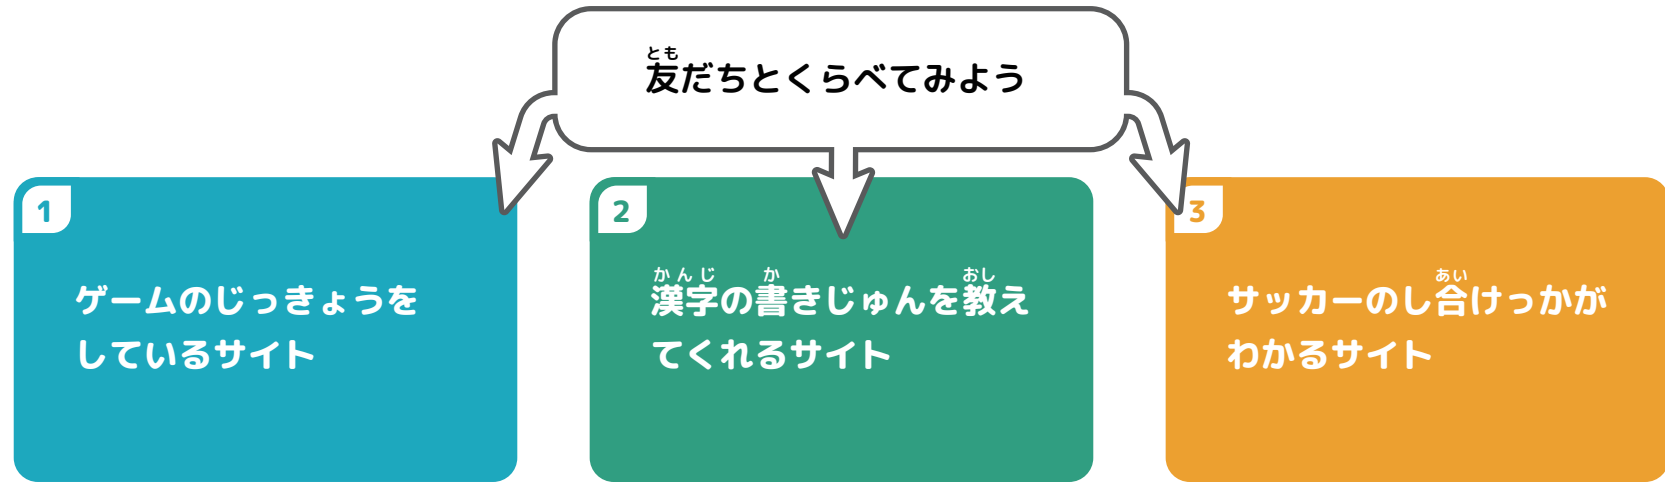 友だちとくらべてみよう
とも
1
ゲームのじっきょうを
しているサイト
2
かんじ か おし
漢字の書きじゅんを教え
てくれるサイト
3
あい
サッカーのし合けっかが
わかるサイト